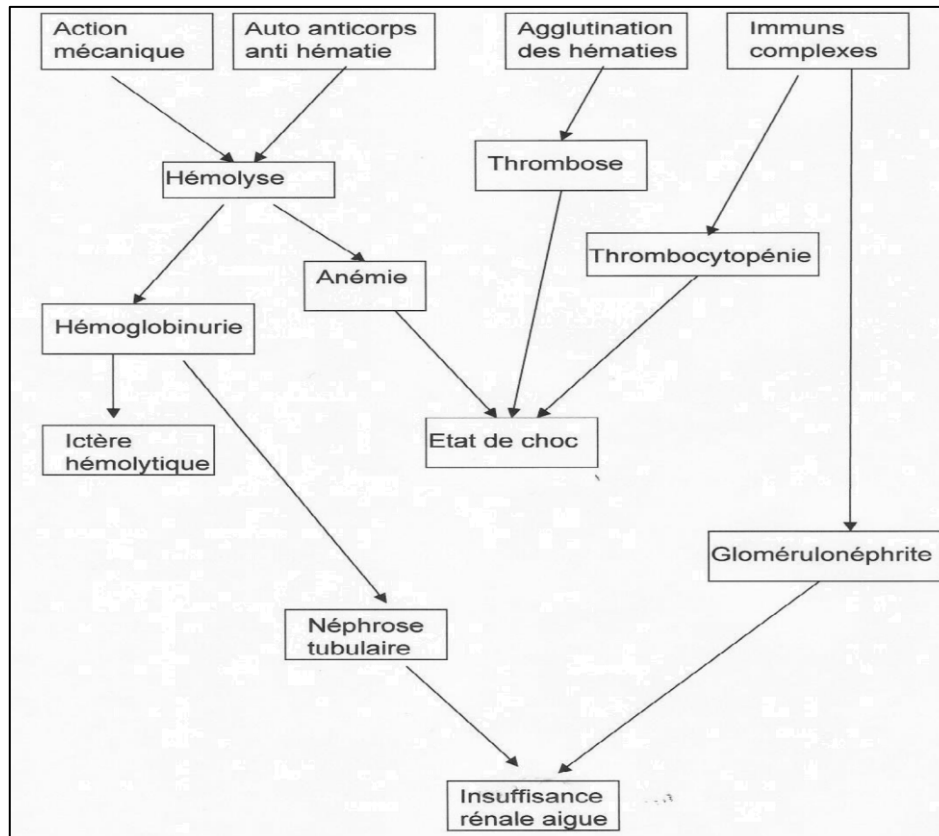 Action
mécanique
Auto anticorps
anti hématie
Agglutination
des hématies
Immuns
complexes
Hémolyse
Thrombose
Thrombocytopénie
Anémie
Hémoglobinurie
Ictère
hémolytique
Etat de choc
Glomérulonéphrite
Néphrose
tubulaire
Insuffisance
rénale aigue